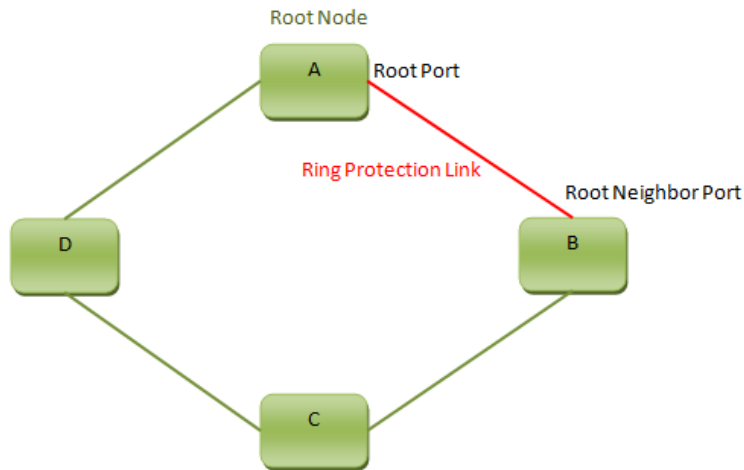 Root Node
A
Root Port
Ring Protection Link
Root Neighbor Port
D
B
C